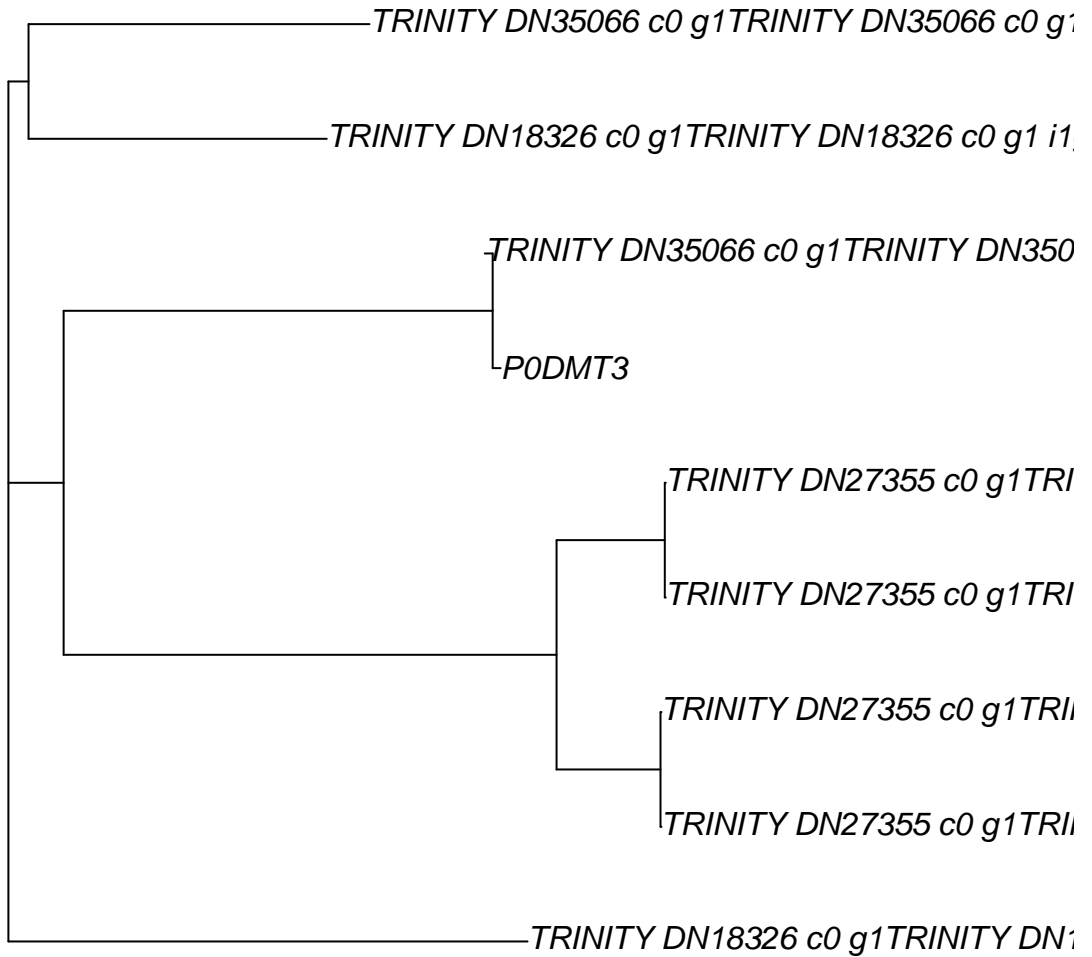 TRINITY DN35066 c0 g1TRINITY DN35066 c0 g1
TRINITY DN18326 c0 g1TRINITY DN18326 c0 g1 i1
TRINITY DN35066 c0 g1TRINITY DN350
P0DMT3
TRINITY DN27355 c0 g1TRI
TRINITY DN27355 c0 g1TRI
TRINITY DN27355 c0 g1TRI
TRINITY DN27355 c0 g1TRI
TRINITY DN18326 c0 g1TRINITY DN1